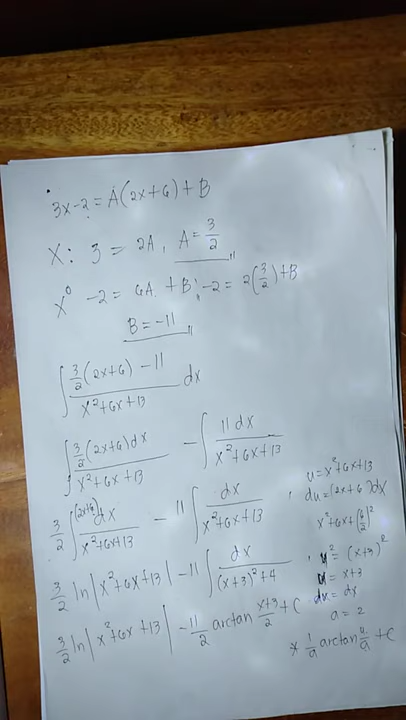 3x-2 = A(2x+6) + B
X: 3 = 2A, A = 3/2
x⁰ -2 = 6A + B; -2 = 2(3/2) + B
B = -11
∫ (3/2 (2x+6) - 11)/(x²+6x+13) dx
∫ (3/2 (2x+6) dx)/(x²+6x+13) - ∫ (11 dx)/(x²+6x+13)
u = x²+6x+13
du = (2x+6) dx
3/2 ∫ ((2x+6) dx)/(x²+6x+13) - 11 ∫ dx/(x²+6x+13) ,
x²+6x+(6/2)²
3/2 ln|x²+6x+13| - 11 ∫ dx/((x+3)²+4) ,
u² = (x+3)²
u = x+3
du = dx
a = 2
3/2 ln|x²+6x+13| - 11/2 arctan (x+3)/2 + C
* 1/a arctan u/a + C